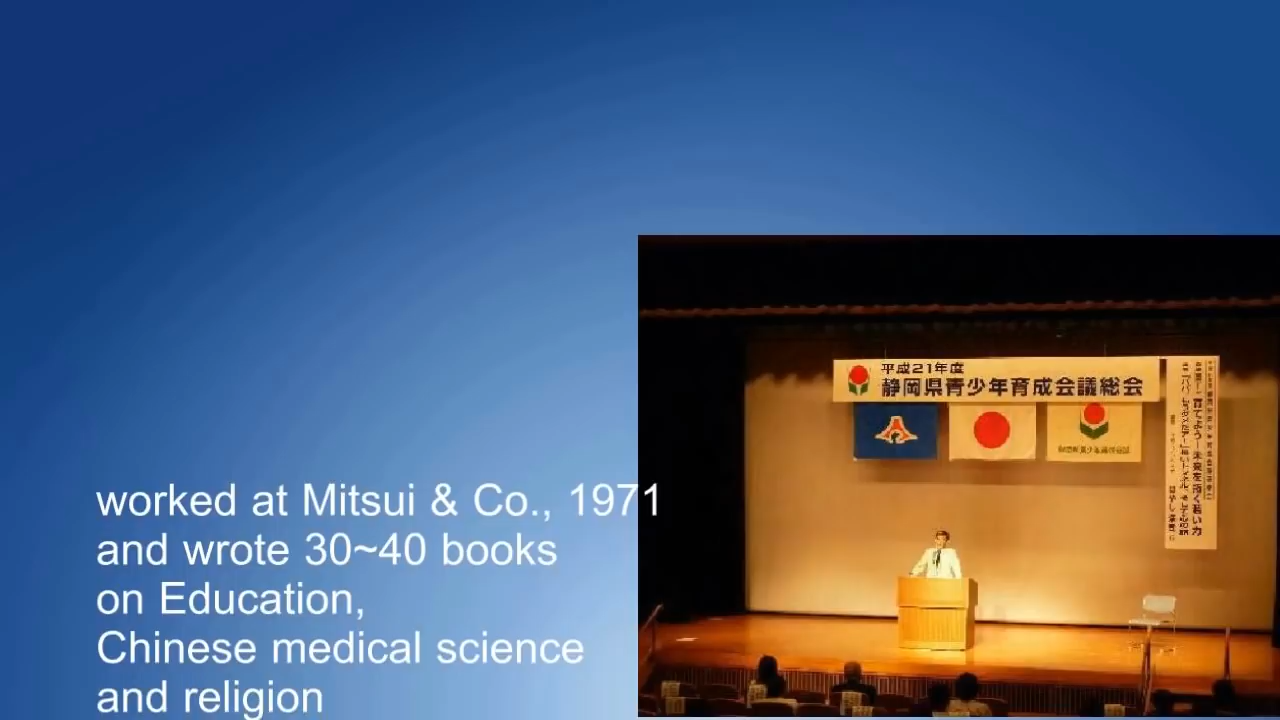 worked at Mitsui & Co., 1971
and wrote 30~40 books
on Education,
Chinese medical science
and religion
平成21年度
静岡県青少年育成会議総会